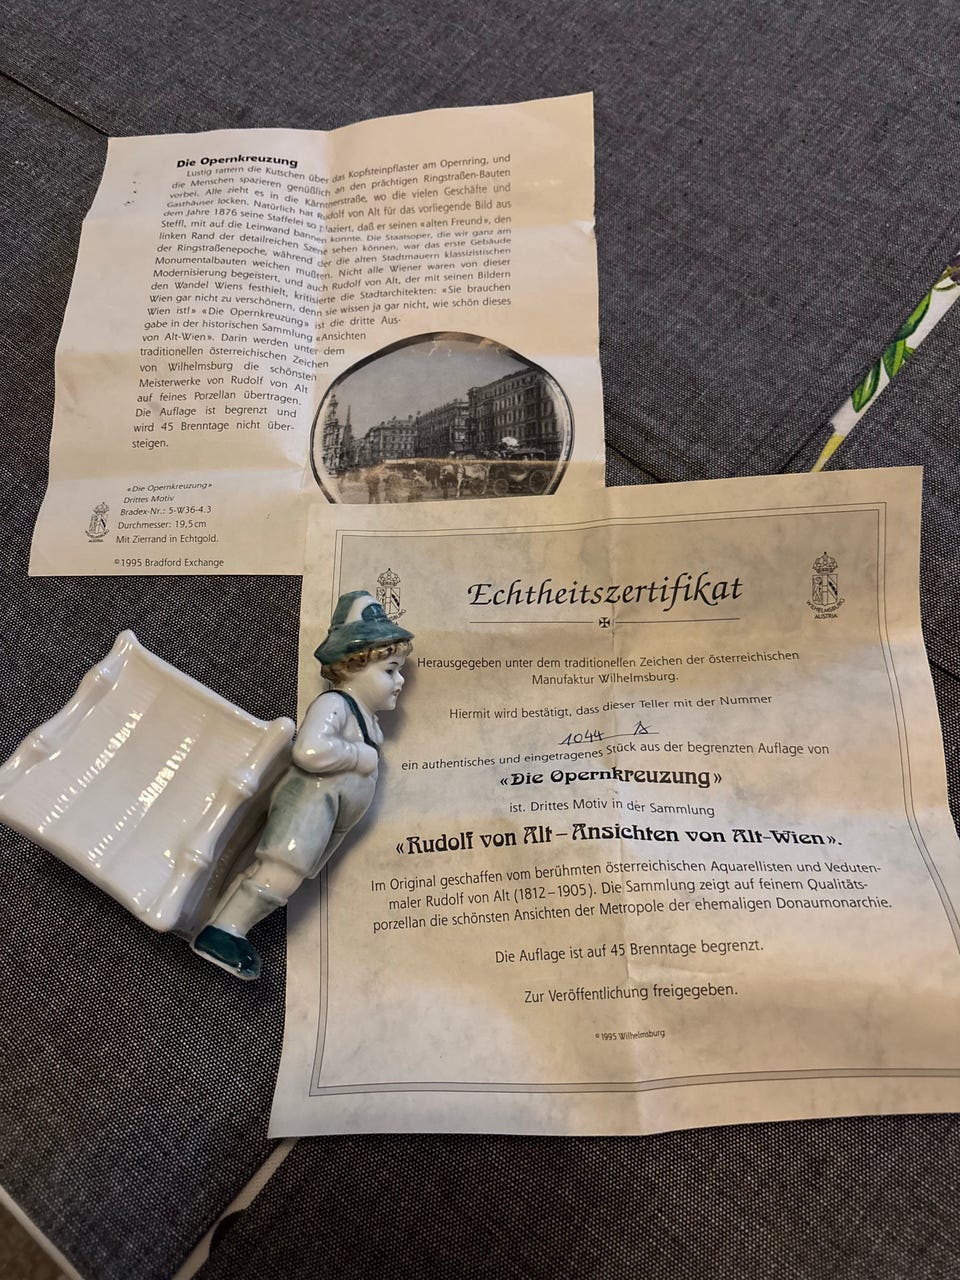 Die Opernkreuzung
Lustig rattern die Kutschen über das Kopfsteinpflaster am Opernring, und
die Menschen spazieren genüßlich an den prächtigen Ringstraßen-Bauten
vorbei. Alle zieht es in die Kärntnerstraße, wo die vielen Geschäfte und
Gasthäuser locken. Natürlich hat Rudolf von Alt für das vorliegende Bild aus
dem Jahre 1876 seine Staffelei so plaziert, daß er seinen «alten Freund», den
Steffl, mit auf die Leinwand bannen konnte. Die Staatsoper, die wir ganz am
linken Rand der detailreichen Szene sehen können, war das erste Gebäude
der Ringstraßenepoche, während der die alten Stadtmauern klassizistischen
Monumentalbauten weichen mußten. Nicht alle Wiener waren von dieser
Modernisierung begeistert, und auch Rudolf von Alt, der mit seinen Bildern
den Wandel Wiens festhielt, kritisierte die Stadtarchitekten: «Sie brauchen
Wien gar nicht zu verschönern, denn sie wissen ja gar nicht, wie schön dieses
Wien ist!» «Die Opernkreuzung» ist die dritte Aus-
gabe in der historischen Sammlung «Ansichten
von Alt-Wien». Darin werden unter dem
traditionellen österreichischen Zeichen
von Wilhelmsburg die schönsten
Meisterwerke von Rudolf von Alt
auf feines Porzellan übertragen.
Die Auflage ist begrenzt und
wird 45 Brenntage nicht über-
steigen.
«Die Opernkreuzung»
Drittes Motiv
Bradex-Nr.: 5-W36-4.3
Durchmesser: 19,5 cm
Mit Zierrand in Echtgold.
©1995 Bradford Exchange
Echtheitszertifikat
WILHELMSBURG
AUSTRIA
Herausgegeben unter dem traditionellen Zeichen der österreichischen
Manufaktur Wilhelmsburg.
Hiermit wird bestätigt, dass dieser Teller mit der Nummer
1044 A
ein authentisches und eingetragenes Stück aus der begrenzten Auflage von
«Die Opernkreuzung»
ist. Drittes Motiv in der Sammlung
«Rudolf von Alt – Ansichten von Alt-Wien».
Im Original geschaffen vom berühmten österreichischen Aquarellisten und Veduten-
maler Rudolf von Alt (1812–1905). Die Sammlung zeigt auf feinem Qualitäts-
porzellan die schönsten Ansichten der Metropole der ehemaligen Donaumonarchie.
Die Auflage ist auf 45 Brenntage begrenzt.
Zur Veröffentlichung freigegeben.
©1995 Wilhelmsburg